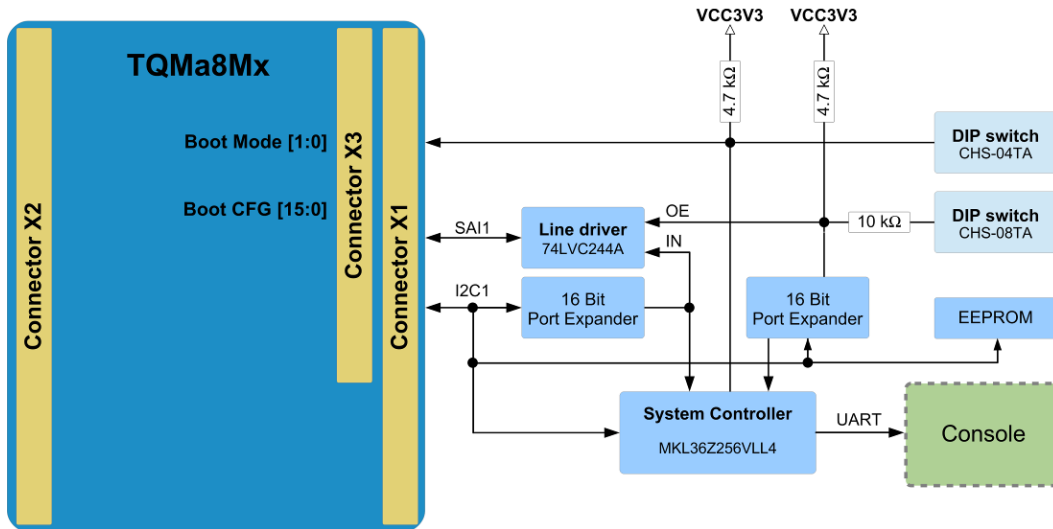 VCC3V3 VCC3V3
TQMa8Mx
4.7 kΩ
4.7 kΩ
Boot Mode [1:0]
Boot CFG [15:0]
Connector X2
Connector X3
Connector X1
DIP switch
CHS-04TA
DIP switch
CHS-08TA
10 kΩ
OE
IN
SAI1
Line driver
74LVC244A
I2C1
16 Bit
Port Expander
16 Bit
Port Expander
EEPROM
System Controller
MKL36Z256VLL4
UART
Console